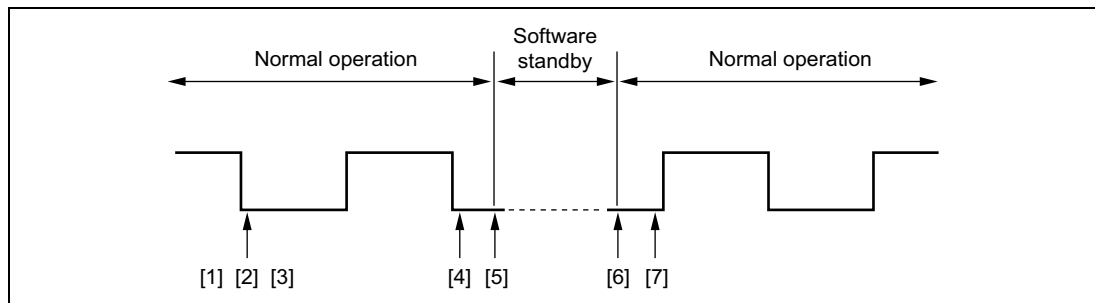 Normal operation
Software
standby
Normal operation
[1] [2] [3]
[4] [5]
[6] [7]